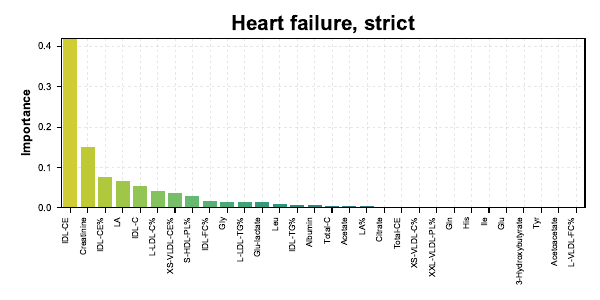 Heart failure, strict
Importance
0.4
0.3
0.2
0.1
0.0
IDL-CE
Creatinine
IDL-CE%
LA
IDL-C
L-LDL-C%
XS-VLDL-CE%
S-HDL-PL%
IDL-FC%
Gly
L-LDL-TG%
Glu-lactate
Leu
IDL-TG%
Albumin
Total-C
Acetate
LA%
Citrate
Total-CE
XS-VLDL-C%
XXL-VLDL-PL%
Gln
His
Ile
Glu
3-Hydroxybutyrate
Tyr
Acetoacetate
L-VLDL-FC%